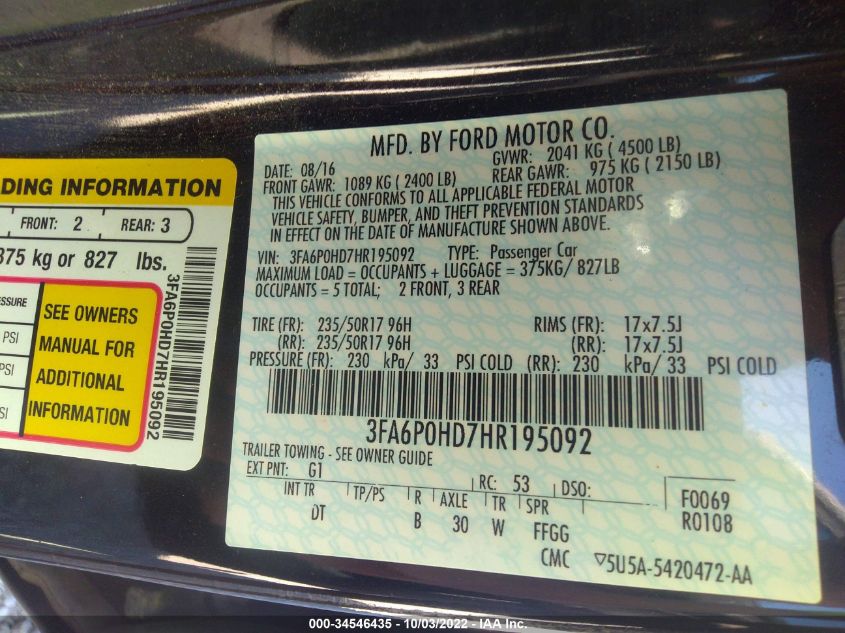 DING INFORMATION
FRONT: 2 REAR: 3
375 kg or 827 lbs.
ESSURE
PSI
PSI
SI
SEE OWNERS
MANUAL FOR
ADDITIONAL
INFORMATION
3FA6P0HD7HR195092
MFD. BY FORD MOTOR CO.
DATE: 08/16 GVWR: 2041 KG ( 4500 LB)
FRONT GAWR: 1089 KG ( 2400 LB) REAR GAWR: 975 KG ( 2150 LB)
THIS VEHICLE CONFORMS TO ALL APPLICABLE FEDERAL MOTOR
VEHICLE SAFETY, BUMPER, AND THEFT PREVENTION STANDARDS
IN EFFECT ON THE DATE OF MANUFACTURE SHOWN ABOVE.
VIN: 3FA6P0HD7HR195092 TYPE: Passenger Car
MAXIMUM LOAD = OCCUPANTS + LUGGAGE = 375KG/ 827LB
OCCUPANTS = 5 TOTAL; 2 FRONT, 3 REAR
TIRE (FR): 235/50R17 96H RIMS (FR): 17x7.5J
(RR): 235/50R17 96H (RR): 17x7.5J
PRESSURE (FR): 230 kPa/ 33 PSI COLD (RR): 230 kPa/ 33 PSI COLD
3FA6P0HD7HR195092
TRAILER TOWING - SEE OWNER GUIDE
EXT PNT: G1 RC: 53 DSO: F0069
INT TR TP/PS R AXLE TR SPR R0108
DT B 30 W FFGG
CMC ▽5U5A-5420472-AA
000-34546435 - 10/03/2022 - IAA Inc.